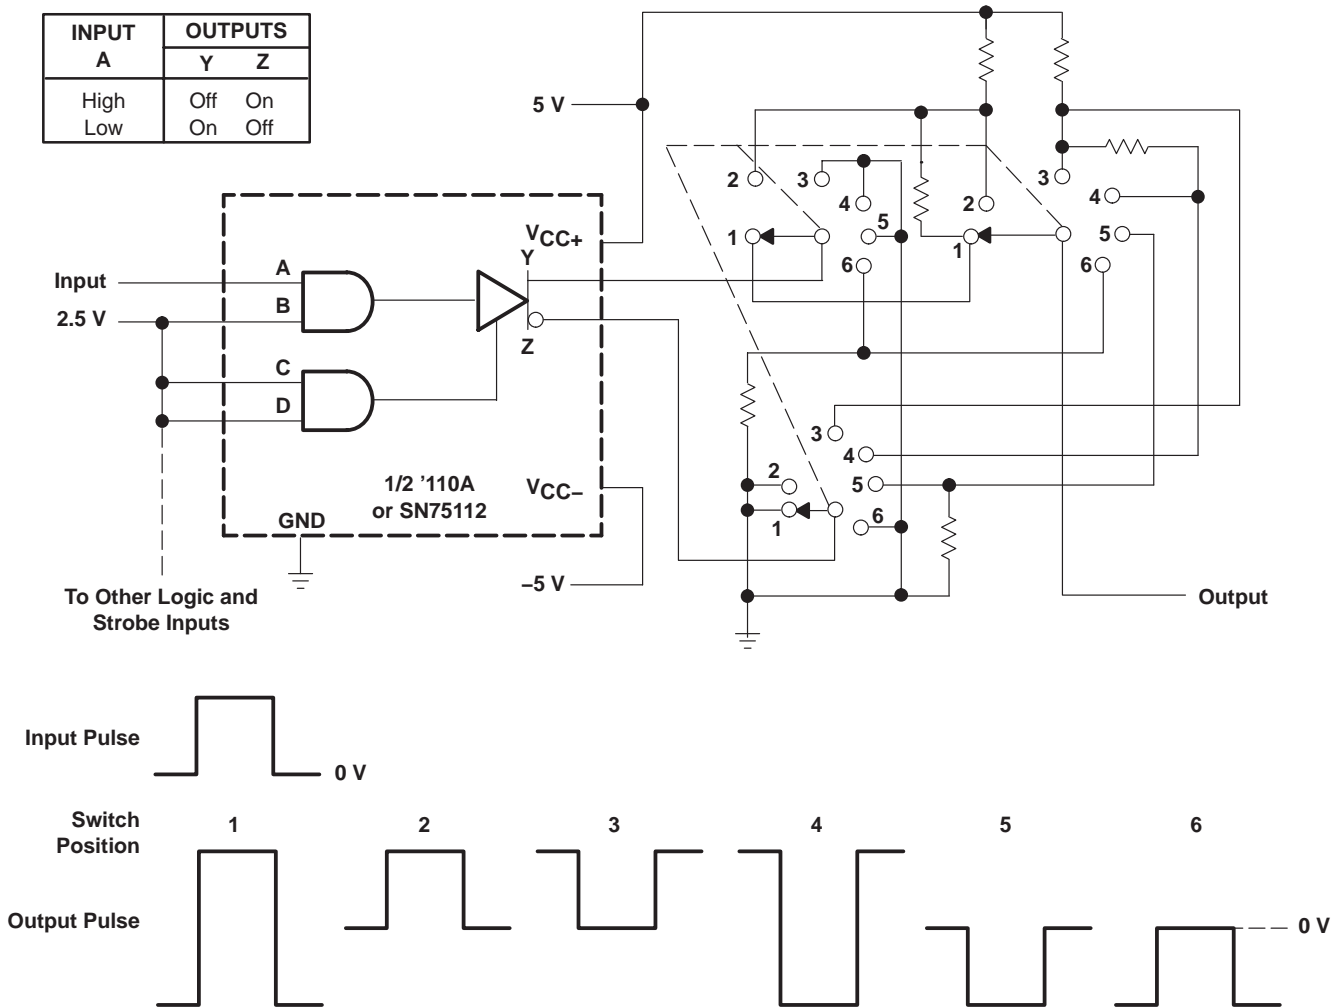 INPUT OUTPUTS
A Y Z
High Off On
Low On Off
5 V
2 3
4
5
1
6
2
3
4
5
1
6
VCC+
Y
Input A
2.5 V B
Z
C
D
3
4
2
5
1
6
1/2 '110A
or SN75112
VCC–
GND
–5 V
To Other Logic and
Strobe Inputs
Output
Input Pulse
0 V
Switch
Position
1 2 3 4 5 6
Output Pulse
0 V